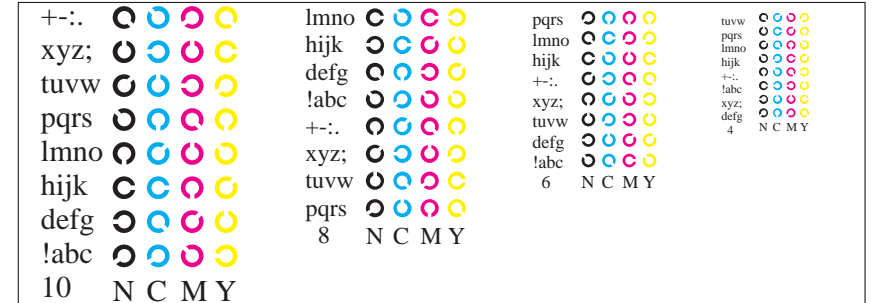 +-:.
xyz;
tuvw
pqrs
lmno
hijk
defg
!abc
10 N C M Y
lmno
hijk
defg
!abc
+-:.
xyz;
tuvw
pqrs
8 N C M Y
pqrs
lmno
hijk
+-:.
xyz;
tuvw
defg
!abc
6 N C M Y
tuvw
pqrs
lmno
hijk
+-:.
!abc
xyz;
defg
4 N C M Y